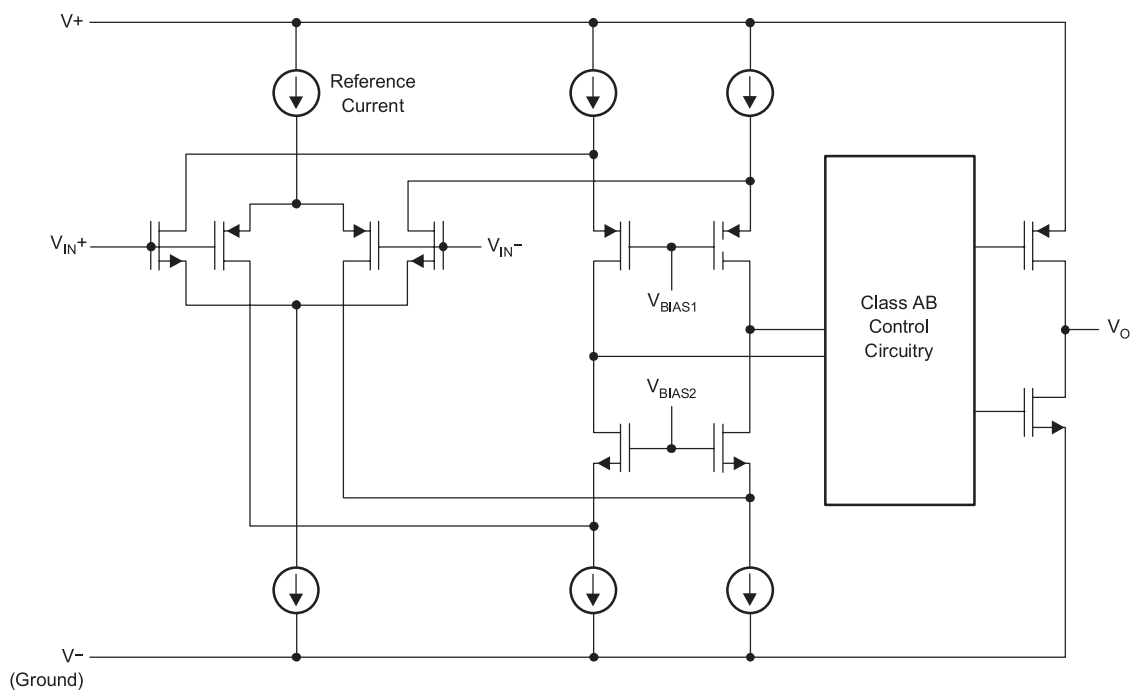 V+
Reference
Current
VIN+
VIN−
VBIAS1
VBIAS2
Class AB
Control
Circuitry
VO
V−
(Ground)